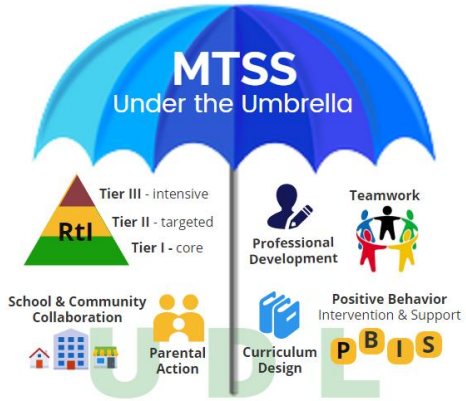 MTSS
Under the Umbrella
RtI
Tier III - intensive
Tier II - targeted
Tier I - core
Professional
Development
Teamwork
School & Community
Collaboration
Parental
Action
Curriculum
Design
Positive Behavior
Intervention & Support
P B I S
UDL